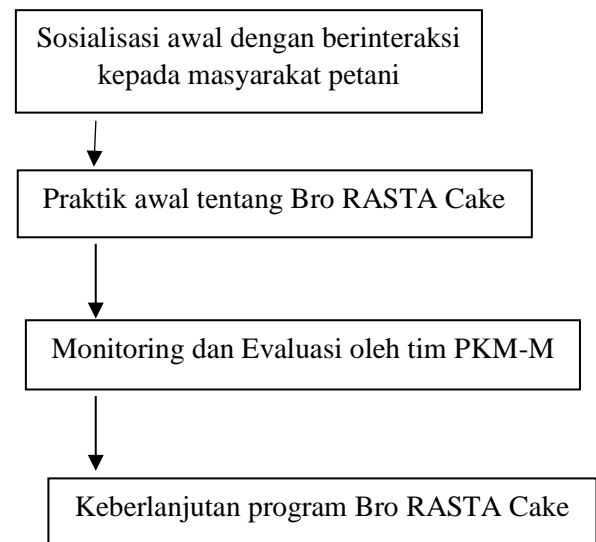 Sosialisasi awal dengan berinteraksi
kepada masyarakat petani
Praktik awal tentang Bro RASTA Cake
Monitoring dan Evaluasi oleh tim PKM-M
Keberlanjutan program Bro RASTA Cake